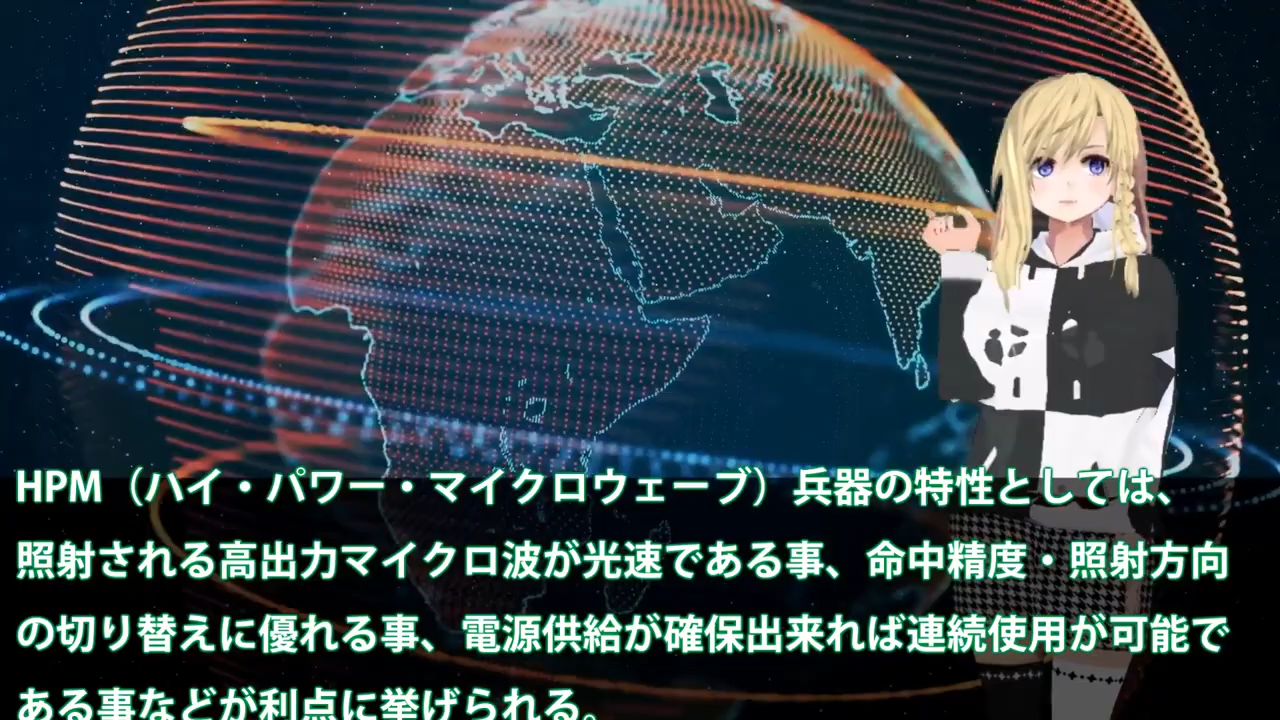 HPM（ハイ・パワー・マイクロウェーブ）兵器の特性としては、
照射される高出力マイクロ波が光速である事、命中精度・照射方向
の切り替えに優れる事、電源供給が確保出来れば連続使用が可能で
ある事などが利点に挙げられる。